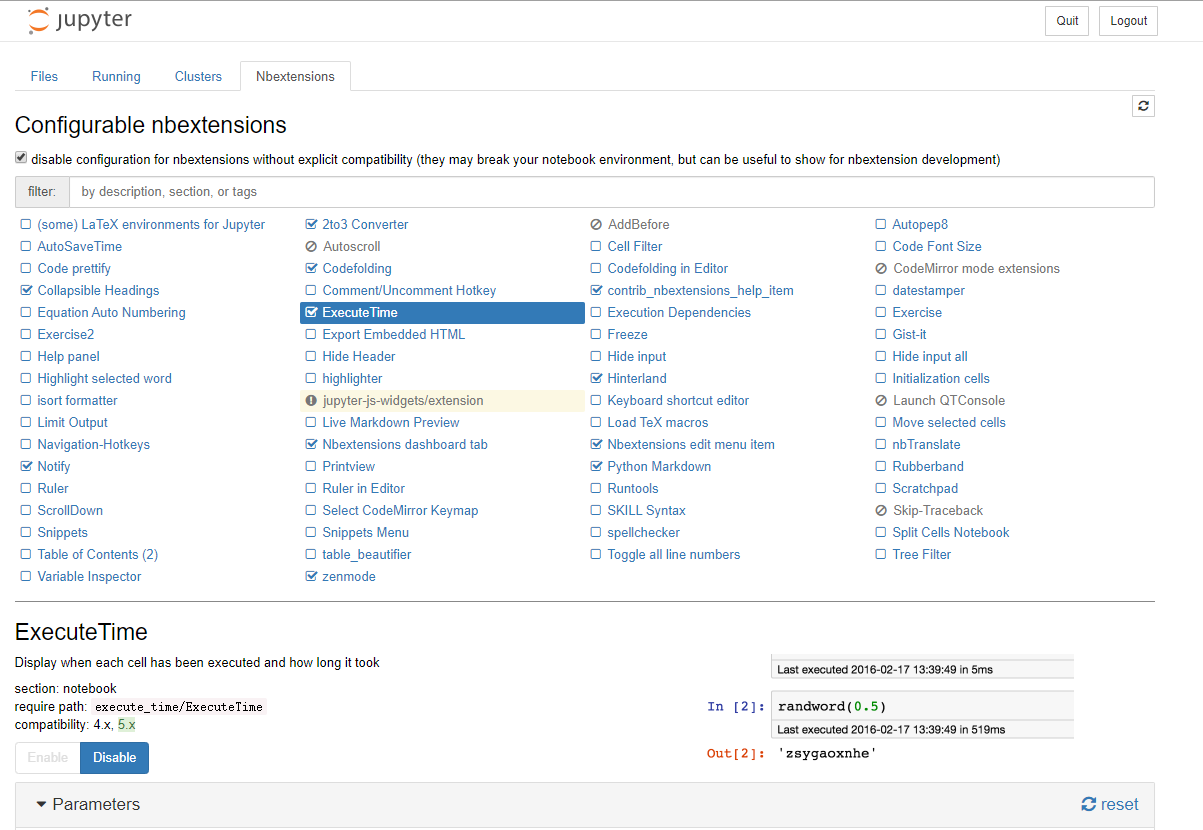 jupyter
Quit
Logout
Files
Running
Clusters
Nbextensions
Configurable nbextensions
disable configuration for nbextensions without explicit compatibility (they may break your notebook environment, but can be useful to show for nbextension development)
filter: by description, section, or tags
(some) LaTeX environments for Jupyter
2to3 Converter
AddBefore
Autopep8
AutoSaveTime
Autoscroll
Cell Filter
Code Font Size
Code prettify
Codefolding
Codefolding in Editor
CodeMirror mode extensions
Collapsible Headings
Comment/Uncomment Hotkey
contrib_nbextensions_help_item
datestamper
Equation Auto Numbering
ExecuteTime
Execution Dependencies
Exercise
Exercise2
Export Embedded HTML
Freeze
Gist-it
Help panel
Hide Header
Hide input
Hide input all
Highlight selected word
highlighter
Hinterland
Initialization cells
isort formatter
jupyter-js-widgets/extension
Keyboard shortcut editor
Launch QTConsole
Limit Output
Live Markdown Preview
Load TeX macros
Move selected cells
Navigation-Hotkeys
Nbextensions dashboard tab
Nbextensions edit menu item
nbTranslate
Notify
Printview
Python Markdown
Rubberband
Ruler
Ruler in Editor
Runtools
Scratchpad
ScrollDown
Select CodeMirror Keymap
SKILL Syntax
Skip-Traceback
Snippets
Snippets Menu
spellchecker
Split Cells Notebook
Table of Contents (2)
table_beautifier
Toggle all line numbers
Tree Filter
Variable Inspector
zenmode
ExecuteTime
Display when each cell has been executed and how long it took
section: notebook
require path: execute_time/ExecuteTime
compatibility: 4.x, 5.x
Enable
Disable
Last executed 2016-02-17 13:39:49 in 5ms
In [2]: randword(0.5)
Last executed 2016-02-17 13:39:49 in 519ms
Out[2]: 'zsygaoxnhe'
Parameters
reset